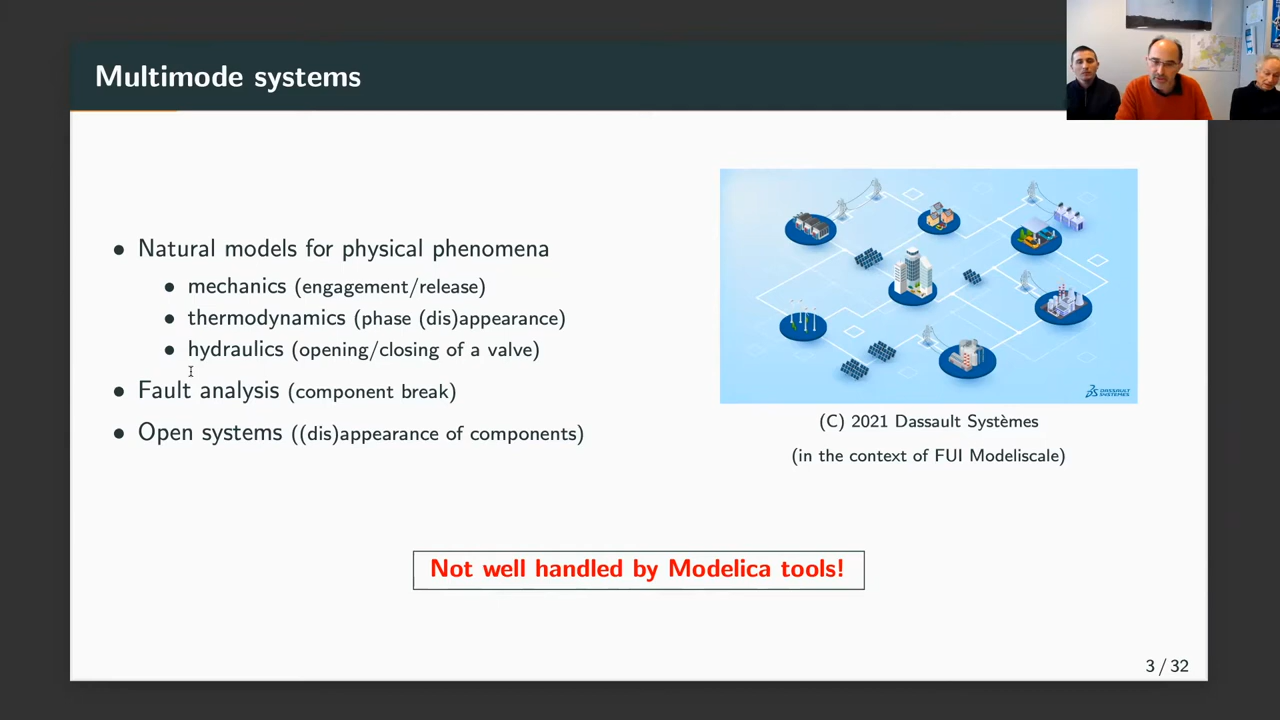 Multimode systems
• Natural models for physical phenomena
• mechanics (engagement/release)
• thermodynamics (phase (dis)appearance)
• hydraulics (opening/closing of a valve)
• Fault analysis (component break)
• Open systems ((dis)appearance of components)
DASSAULT
SYSTEMES
(C) 2021 Dassault Systèmes
(in the context of FUI Modeliscale)
Not well handled by Modelica tools!
3 / 32